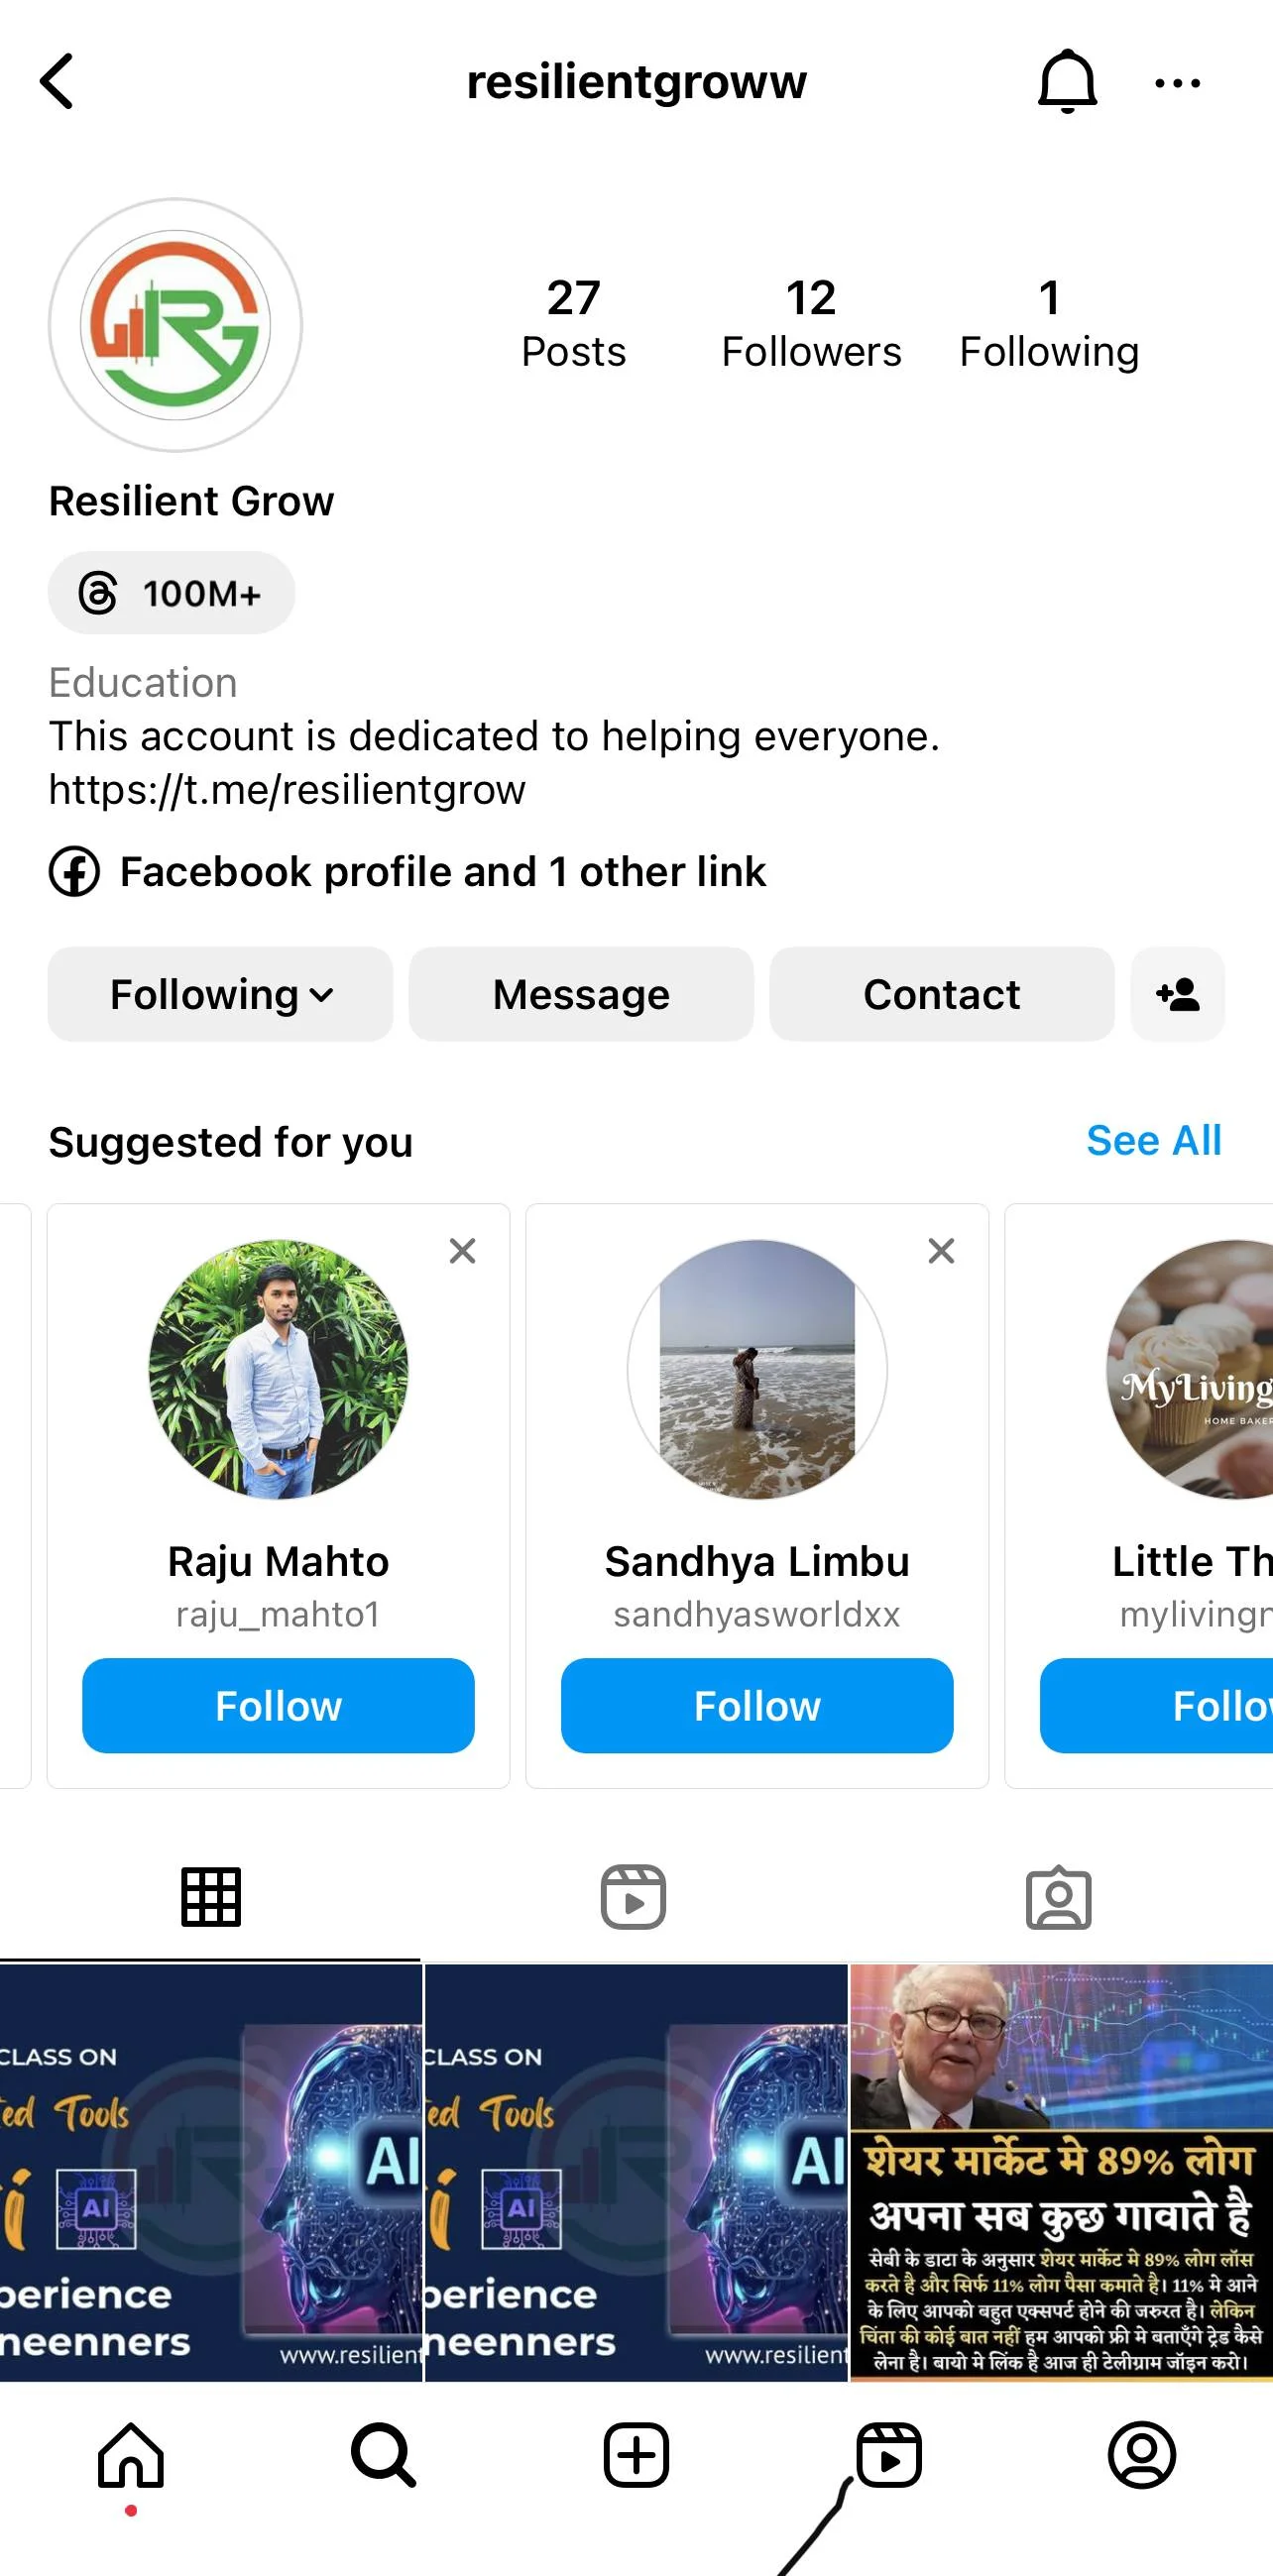 resilientgroww
27
12
1
Posts
Followers
Following
Resilient Grow
100M+
Education
This account is dedicated to helping everyone.
https://t.me/resilientgrow
Facebook profile and 1 other link
Following
Message
Contact
Suggested for you
See All
MyLiving
HOME BAKER
Raju Mahto
raju_mahto1
Follow
Sandhya Limbu
sandhyasworldxx
Follow
Little Th
mylivingn
Follow
CLASS ON
ed Tools
i
AI
AI
perience
neenners
www.resilient
CLASS ON
ed Tools
i
AI
AI
perience
neenners
www.resilient
शेयर मार्केट मे 89% लोग
अपना सब कुछ गावाते है
सेबी के डाटा के अनुसार शेयर मार्केट मे 89% लोग लॉस
करते है और सिर्फ 11% लोग पैसा कमाते है। 11% मे आने
के लिए आपको बहुत एक्सपर्ट होने की जरुरत है। लेकिन
चिंता की कोई बात नहीं हम आपको फ्री मे बताएँगे ट्रेड कैसे
लेना है। बायो मे लिंक है आज ही टेलीग्राम जॉइन करो।